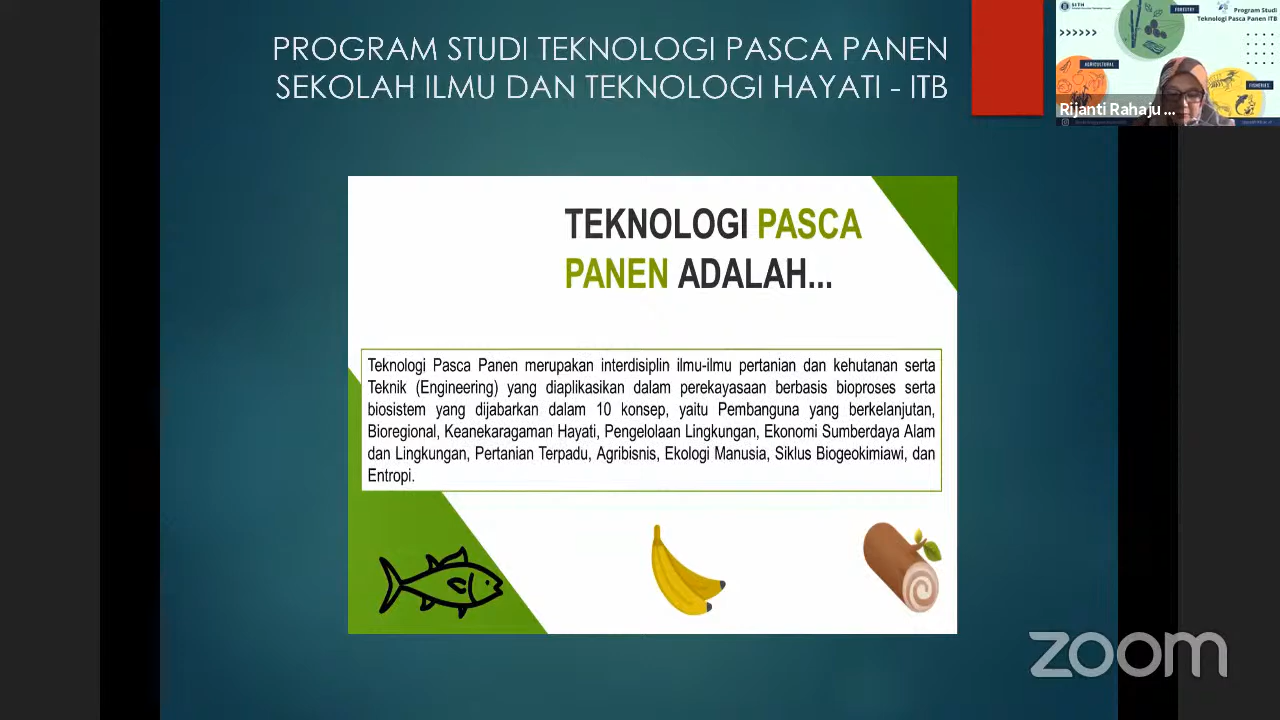 PROGRAM STUDI TEKNOLOGI PASCA PANEN
SEKOLAH ILMU DAN TEKNOLOGI HAYATI - ITB
SITH
FORESTRY
Program Studi
Teknologi Pasca Panen ITB
>>>>>>
AGRICULTURAL
FISHERIES
Rijanti Rahaju ...
TEKNOLOGI PASCA
PANEN ADALAH...
Teknologi Pasca Panen merupakan interdisiplin ilmu-ilmu pertanian dan kehutanan serta
Teknik (Engineering) yang diaplikasikan dalam perekayasaan berbasis bioproses serta
biosistem yang dijabarkan dalam 10 konsep, yaitu Pembanguna yang berkelanjutan,
Bioregional, Keanekaragaman Hayati, Pengelolaan Lingkungan, Ekonomi Sumberdaya Alam
dan Lingkungan, Pertanian Terpadu, Agribisnis, Ekologi Manusia, Siklus Biogeokimiawi, dan
Entropi.
zoom